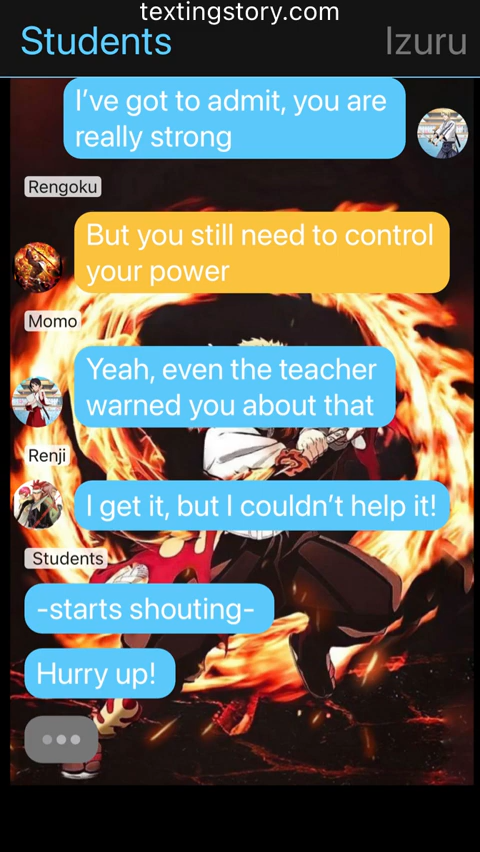 textingstory.com
Students
Izuru
I’ve got to admit, you are
really strong
Rengoku
But you still need to control
your power
Momo
Yeah, even the teacher
warned you about that
Renji
I get it, but I couldn’t help it!
Students
-starts shouting-
Hurry up!